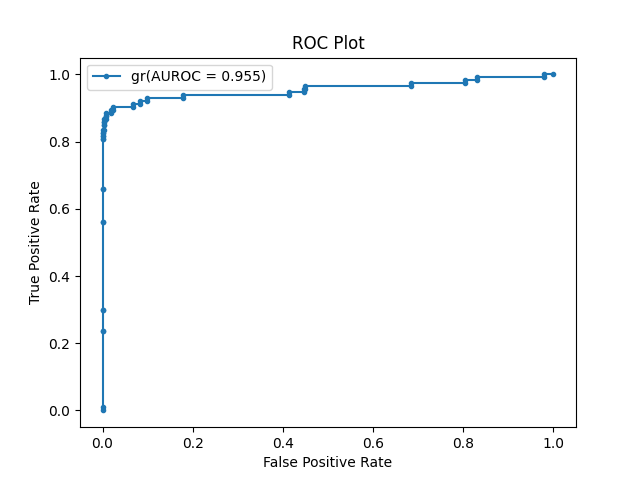 ROC Plot
gr(AUROC = 0.955)
1.0
0.8
0.6
0.4
0.2
0.0
True Positive Rate
0.0 0.2 0.4 0.6 0.8 1.0
False Positive Rate